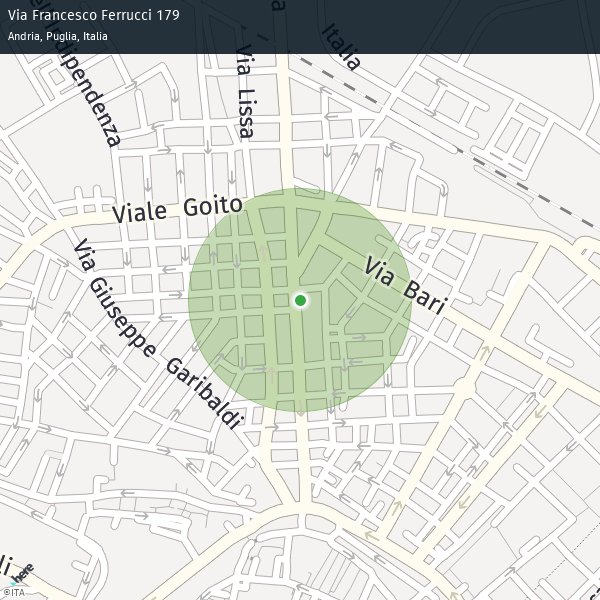 Via Francesco Ferrucci 179
Andria, Puglia, Italia
Italia
Via Lissa
Viale Goito
Via Giuseppe Garibaldi
Via Bari
here
©ITA